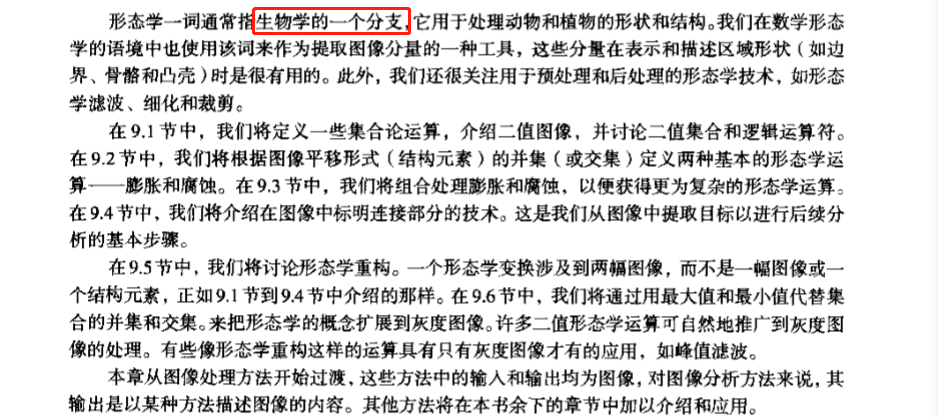 形态学一词通常指生物学的一个分支,它用于处理动物和植物的形状和结构。我们在数学形态
学的语境中也使用该词来作为提取图像分量的一种工具，这些分量在表示和描述区域形状（如边
界、骨骼和凸壳）时是很有用的。此外，我们还很关注用于预处理和后处理的形态学技术，如形态
学滤波、细化和裁剪。
在 9.1 节中，我们将定义一些集合论运算，介绍二值图像，并讨论二值集合和逻辑运算符。
在 9.2 节中，我们将根据图像平移形式（结构元素）的并集（或交集）定义两种基本的形态学运
算——膨胀和腐蚀。在 9.3 节中，我们将组合处理膨胀和腐蚀，以便获得更为复杂的形态学运算。
在 9.4 节中，我们将介绍在图像中标明连接部分的技术。这是我们从图像中提取目标以进行后续分
析的基本步骤。
在 9.5 节中，我们将讨论形态学重构。一个形态学变换涉及到两幅图像，而不是一幅图像或一
个结构元素，正如 9.1 节到 9.4 节中介绍的那样。在 9.6 节中，我们将通过用最大值和最小值代替集
合的并集和交集。来把形态学的概念扩展到灰度图像。许多二值形态学运算可自然地推广到灰度图
像的处理。有些像形态学重构这样的运算具有只有灰度图像才有的应用，如峰值滤波。
本章从图像处理方法开始过渡，这些方法中的输入和输出均为图像，对图像分析方法来说，其
输出是以某种方法描述图像的内容。其他方法将在本书余下的章节中加以介绍和应用。